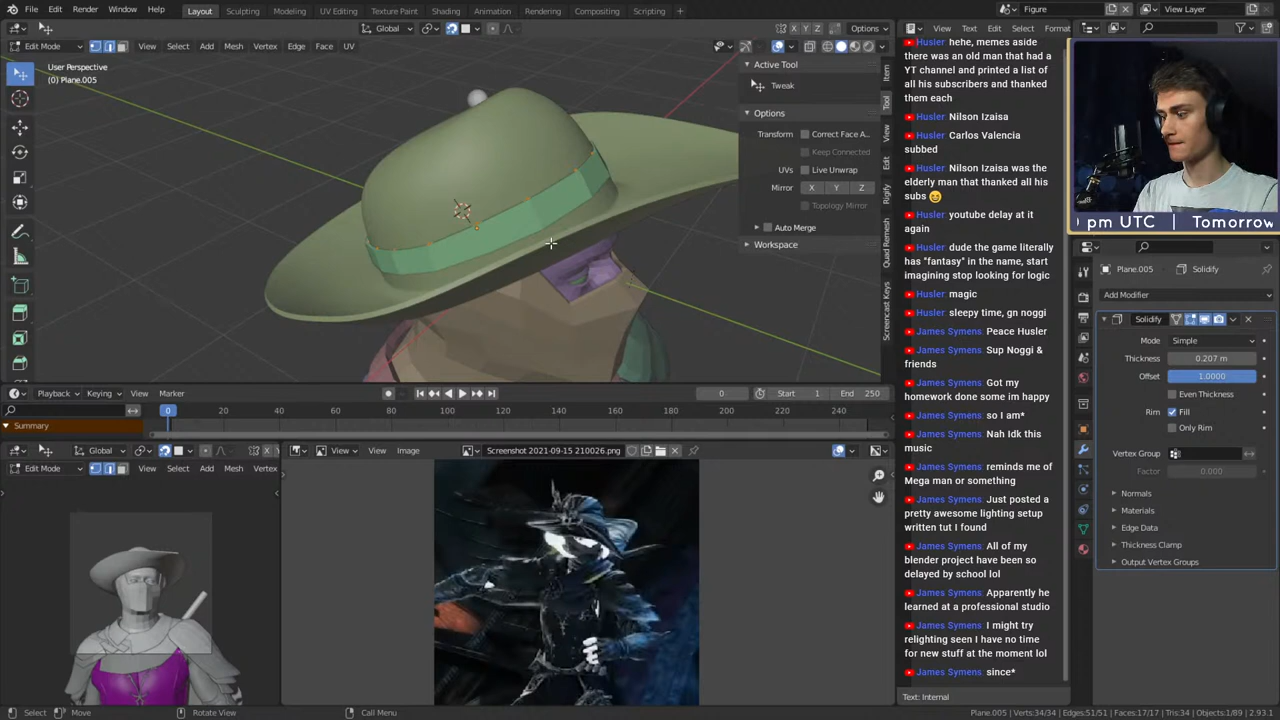 File Edit Render Window Help Layout Sculpting Modeling UV Editing Texture Paint Shading Animation Rendering Compositing Scripting + Figure View Layer
Global Options X Y Z View Text Edit Select Format
Edit Mode View Select Add Mesh Vertex Edge Face UV
User Perspective
(0) Plane.005
Active Tool
Tweak
Options
Transform Correct Face A...
Keep Connected
UVs Live Unwrap
Mirror X Y Z
Topology Mirror
Auto Merge
Workspace
Item
Tool
View
Edit
Rigify
Quad Remesh
Screencast Keys
Husler hehe, memes aside
there was an old man that had a
YT channel and printed a list of
all his subscribers and thanked
them each
Husler Nilson Izaisa
Husler Carlos Valencia
subbed
Husler Nilson Izaisa was the
elderly man that thanked all his
subs 😆
Husler youtube delay at it
again
Husler dude the game literally
has "fantasy" in the name, start
imagining stop looking for logic
Husler magic
Husler sleepy time, gn noggi
James Symens Peace Husler
James Symens Sup Noggi &
friends
James Symens Got my
homework done some im happy
James Symens so I am*
James Symens Nah Idk this
music
James Symens reminds me of
Mega man or something
James Symens Just posted a
pretty awesome lighting setup
written tut I found
James Symens All of my
blender project have been so
delayed by school lol
James Symens Apparently he
learned at a professional studio
James Symens I might try
relighting seen I have no time
for new stuff at the moment lol
James Symens since*
Text: Internal
pm UTC | Tomorrow
Plane.005 Solidify
Add Modifier
Solidify
Mode Simple
Thickness 0.207 m
Offset 1.0000
Even Thickness
Rim Fill
Only Rim
Vertex Group
Factor 0.000
Normals
Materials
Edge Data
Thickness Clamp
Output Vertex Groups
Playback Keying View Marker 0 Start 1 End 250
0 20 40 60 80 100 120 140 160 180 200 220 240
Summary
Global X
Edit Mode View Select Add Mesh Vertex
View View Image Screenshot 2021-09-15 210026.png
Select Move Rotate View Call Menu Plane.005 | Verts:34/34 | Edges:51/51 | Faces:17/17 | Tris:34 | Objects:1/89 | 2.93.1